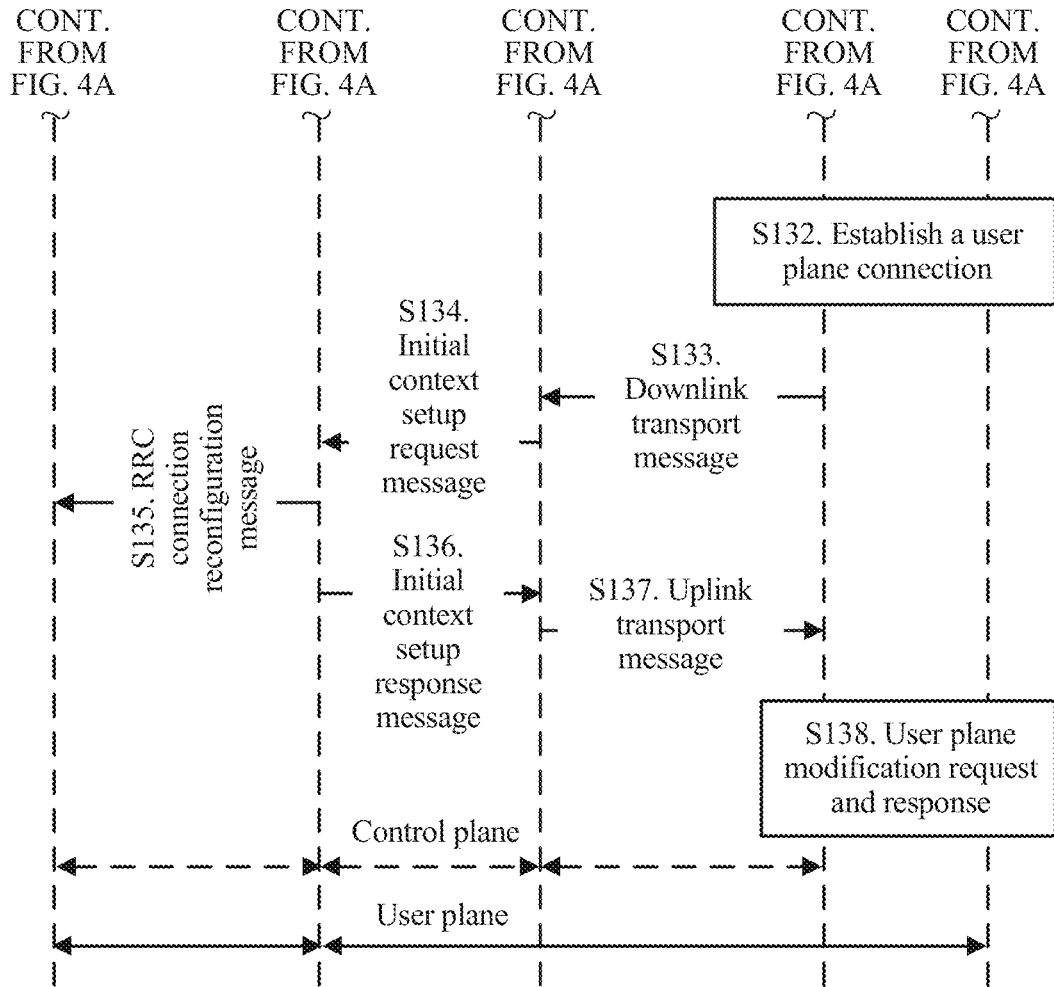 CONT. FROM FIG. 4A
CONT. FROM FIG. 4A
CONT. FROM FIG. 4A
CONT. FROM FIG. 4A
CONT. FROM FIG. 4A
S132. Establish a user
plane connection
S133.
Downlink
transport
message
S134.
Initial
context
setup
request
message
S135. RRC
connection
reconfiguration
message
S136.
Initial
context
setup
response
message
S137. Uplink
transport
message
S138. User plane
modification request
and response
Control plane
User plane